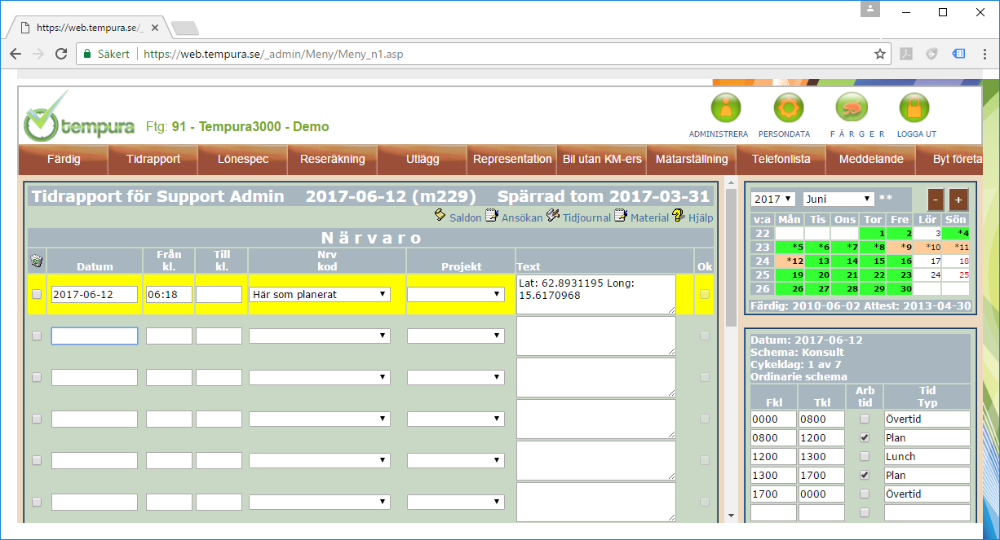 https://web.tempura.se/_
Säkert https://web.tempura.se/_admin/Meny/Meny_n1.asp
tempura Ftg: 91 - Tempura3000 - Demo
ADMINISTRERA PERSONDATA F Ä R G E R LOGGA UT
Färdig Tidrapport Lönespec Reseräkning Utlägg Representation Bil utan KM-ers Mätarställning Telefonlista Meddelande Byt företa
Tidrapport för Support Admin 2017-06-12 (m229) Spärrad tom 2017-03-31
Saldon Ansökan Tidjournal Material Hjälp
N ä r v a r o
Datum Från kl. Till kl. Nrv kod Projekt Text Ok
2017-06-12 06:18 Här som planerat Lat: 62.8931195 Long:
15.6170968
2017 Juni ** - +
v:a Mån Tis Ons Tor Fre Lör Sön
22 1 2 3 *4
23 *5 *6 *7 *8 *9 *10 *11
24 *12 13 14 15 16 17 18
25 19 20 21 22 23 24 25
26 26 27 28 29 30
Färdig: 2010-06-02 Attest: 2013-04-30
Datum: 2017-06-12
Schema: Konsult
Cykeldag: 1 av 7
Ordinarie schema
Fkl Tkl Arb tid Tid Typ
0000 0800 Övertid
0800 1200 Plan
1200 1300 Lunch
1300 1700 Plan
1700 0000 Övertid